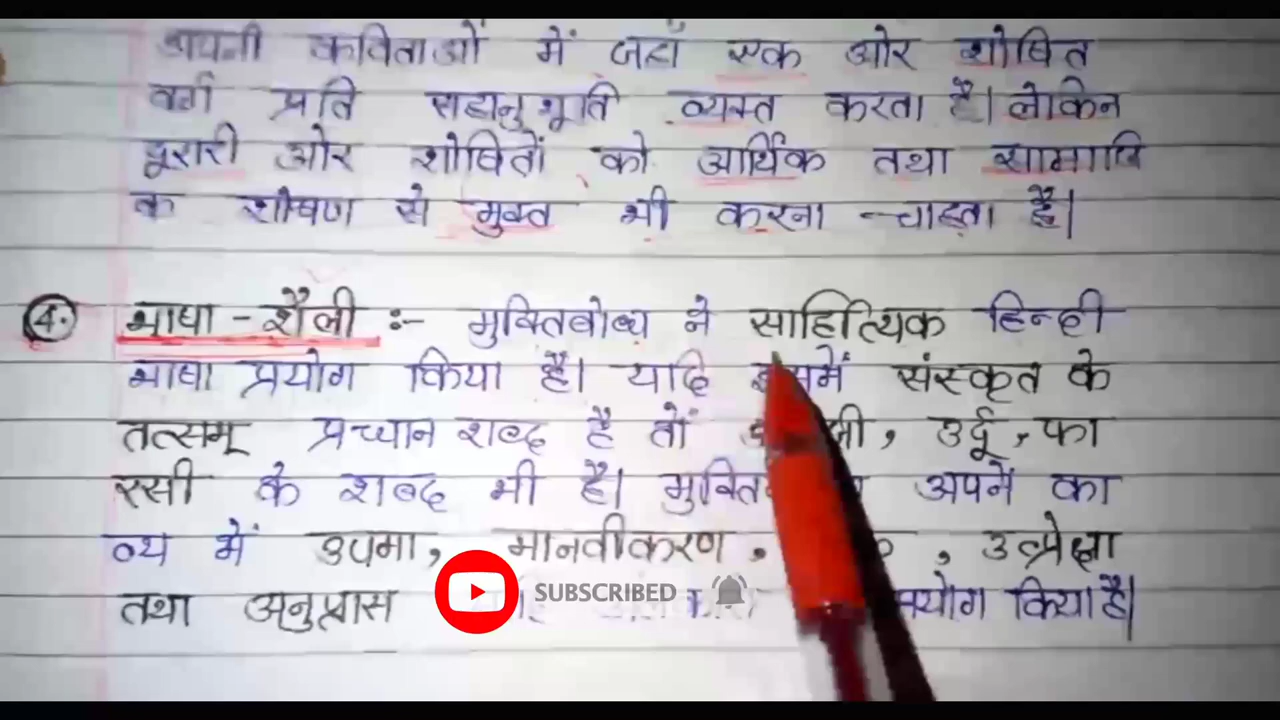 अपनी कविताओं में जहाँ एक ओर शोषित
वर्ग प्रति सहानुभूति व्यक्त करता है। लेकिन
दूसरी ओर शोषितों को आर्थिक तथा सामाजि
क शोषण से मुक्त भी करना चाहता है।
4. भाषा - शैली :- मुक्तिबोध ने साहित्यिक हिन्दी
भाषा प्रयोग किया है। यदि इसमें संस्कृत के
तत्सम् प्रधान शब्द है तों उर्दू, फा
रसी के शब्द भी है। अपने का
व्य में उपमा, मानवीकरण, उत्प्रेक्षा
तथा अनुप्रास किया है।
SUBSCRIBED